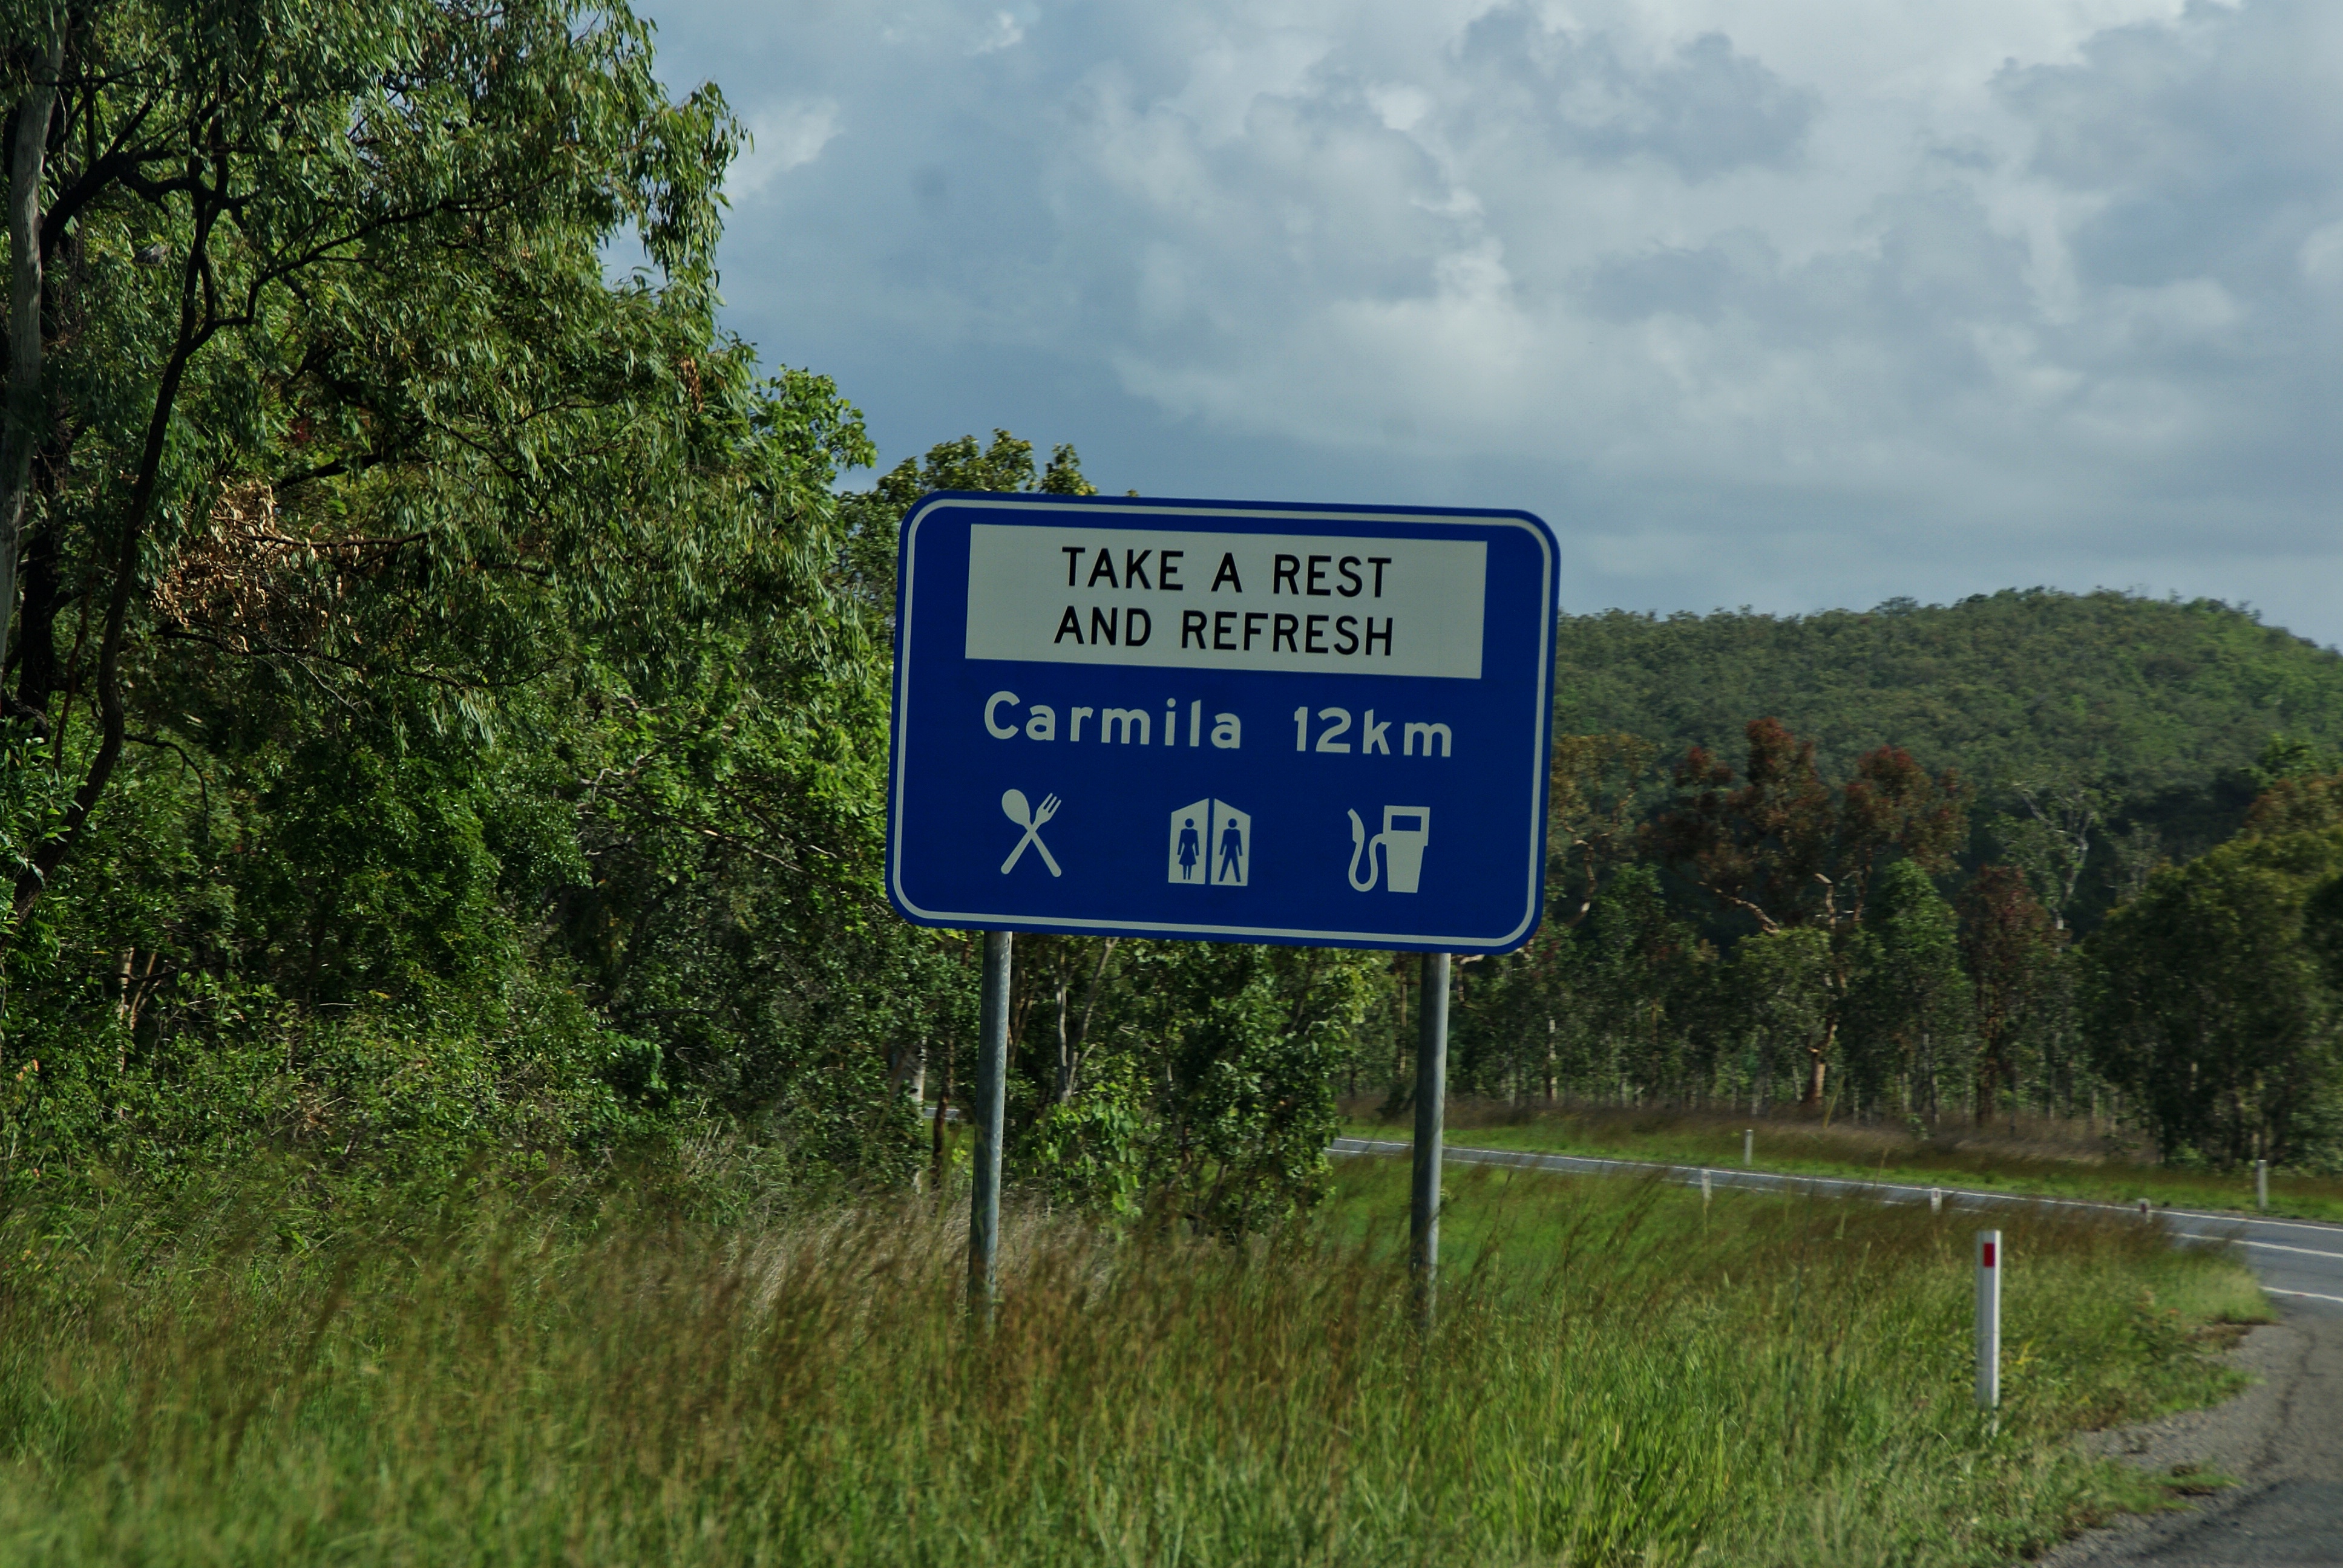 TAKE A REST
AND REFRESH
Carmila 12km